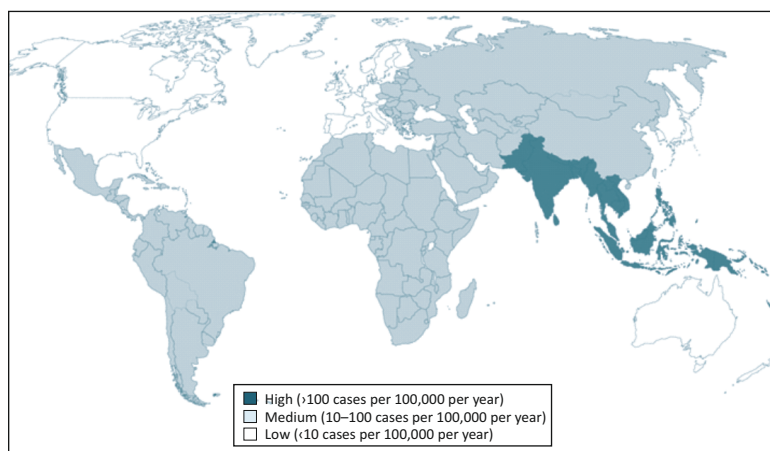 High (›100 cases per 100,000 per year)
Medium (10–100 cases per 100,000 per year)
Low (‹10 cases per 100,000 per year)